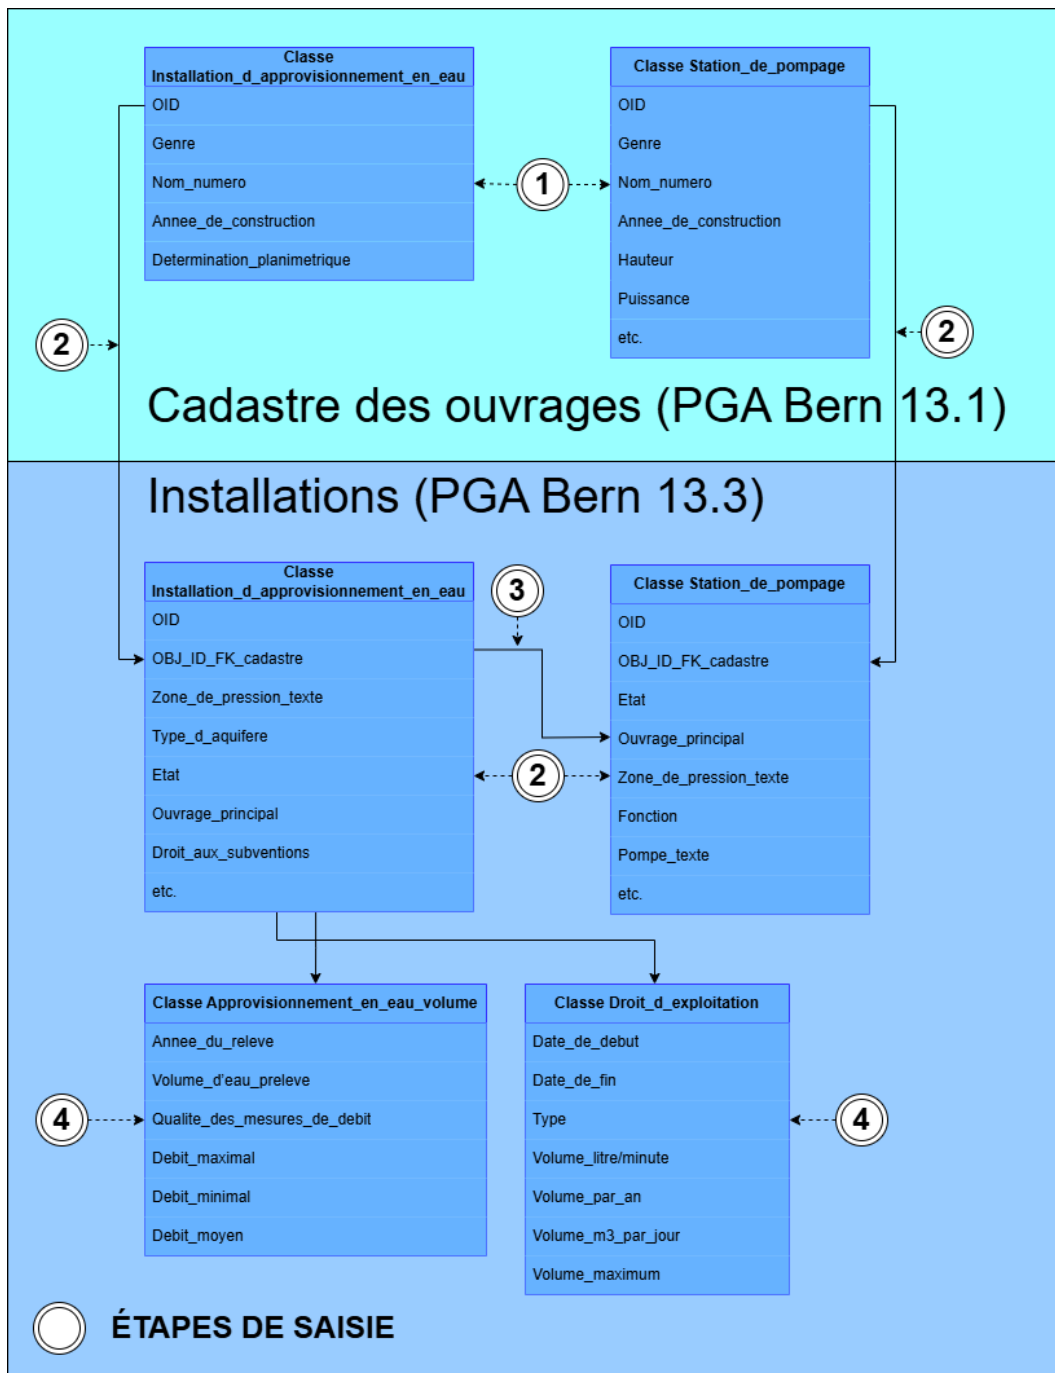 Classe
Installation_d_approvisionnement_en_eau
OID
Genre
Nom_numero
Annee_de_construction
Determination_planimetrique
Classe Station_de_pompage
OID
Genre
Nom_numero
Annee_de_construction
Hauteur
Puissance
etc.
1
2
2
Cadastre des ouvrages (PGA Bern 13.1)
Installations (PGA Bern 13.3)
Classe
Installation_d_approvisionnement_en_eau
OID
OBJ_ID_FK_cadastre
Zone_de_pression_texte
Type_d_aquifere
Etat
Ouvrage_principal
Droit_aux_subventions
etc.
3
2
Classe Station_de_pompage
OID
OBJ_ID_FK_cadastre
Etat
Ouvrage_principal
Zone_de_pression_texte
Fonction
Pompe_texte
etc.
Classe Approvisionnement_en_eau_volume
Annee_du_releve
Volume_d'eau_preleve
Qualite_des_mesures_de_debit
Debit_maximal
Debit_minimal
Debit_moyen
4
Classe Droit_d_exploitation
Date_de_debut
Date_de_fin
Type
Volume_litre/minute
Volume_par_an
Volume_m3_par_jour
Volume_maximum
4
ÉTAPES DE SAISIE